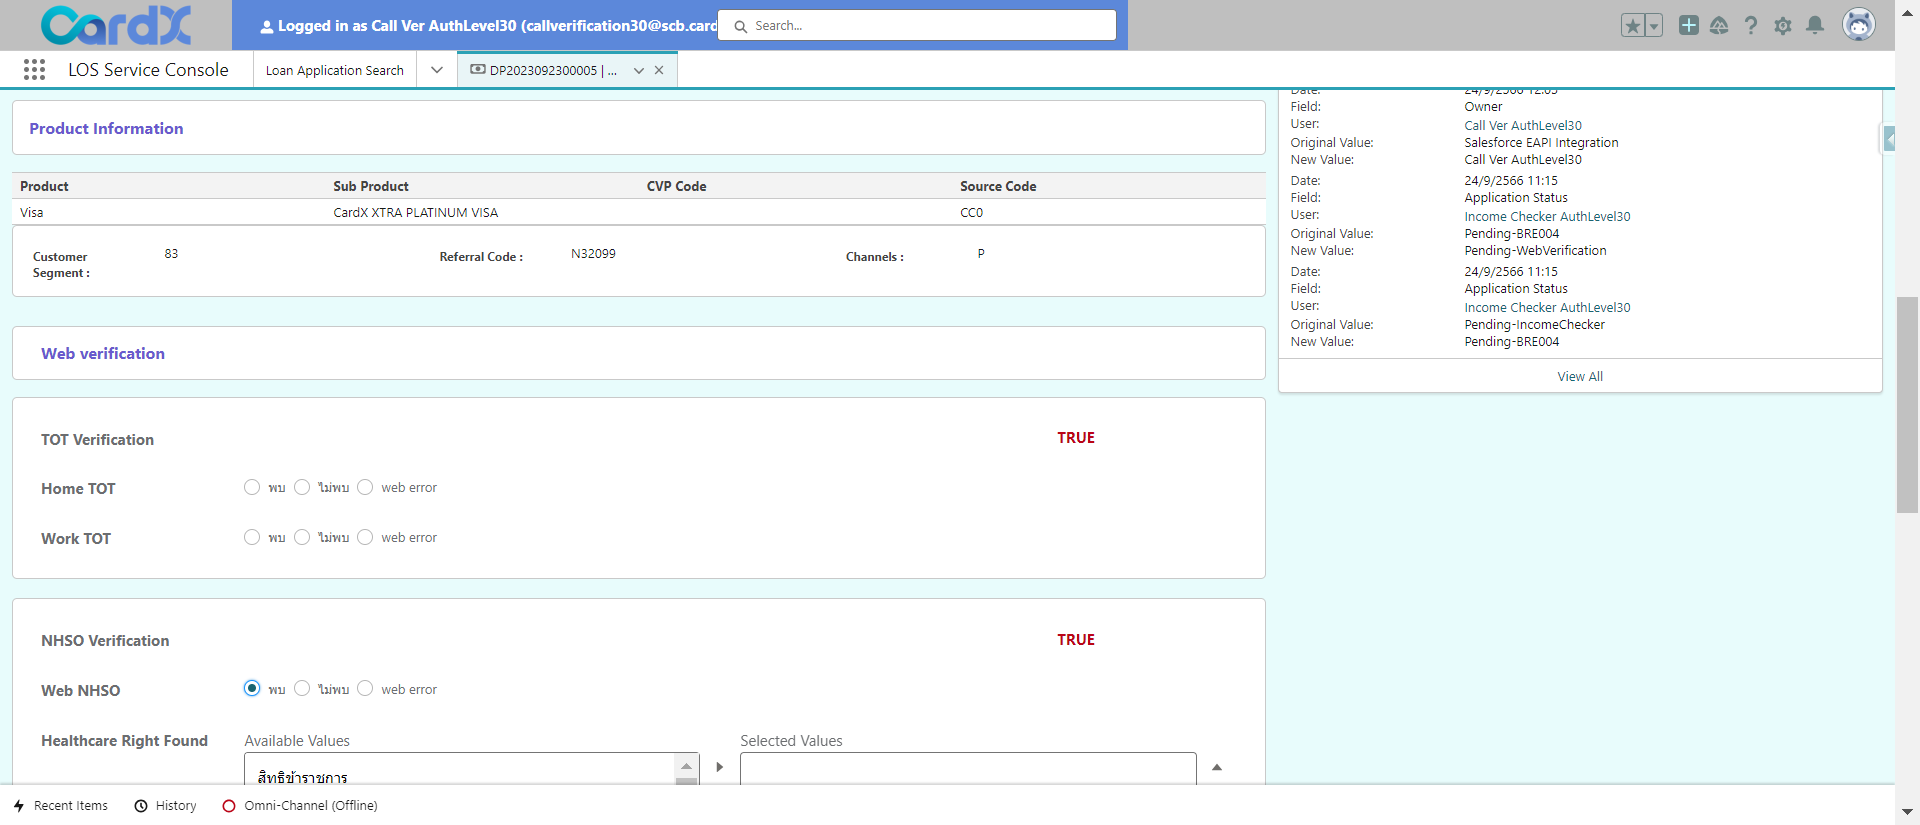 CardX
Logged in as Call Ver AuthLevel30 (callverification30@scb.card
Search...
LOS Service Console
Loan Application Search
DP2023092300005 | ...
Product Information
Product Sub Product CVP Code Source Code
Visa CardX XTRA PLATINUM VISA CC0
Customer Segment : 83 Referral Code : N32099 Channels : P
Web verification
TOT Verification TRUE
Home TOT พบ ไม่พบ web error
Work TOT พบ ไม่พบ web error
NHSO Verification TRUE
Web NHSO พบ ไม่พบ web error
Healthcare Right Found Available Values Selected Values
สิทธิข้าราชการ
Date: 24/9/2566 12:05
Field: Owner
User: Call Ver AuthLevel30
Original Value: Salesforce EAPI Integration
New Value: Call Ver AuthLevel30
Date: 24/9/2566 11:15
Field: Application Status
User: Income Checker AuthLevel30
Original Value: Pending-BRE004
New Value: Pending-WebVerification
Date: 24/9/2566 11:15
Field: Application Status
User: Income Checker AuthLevel30
Original Value: Pending-IncomeChecker
New Value: Pending-BRE004
View All
Recent Items History Omni-Channel (Offline)